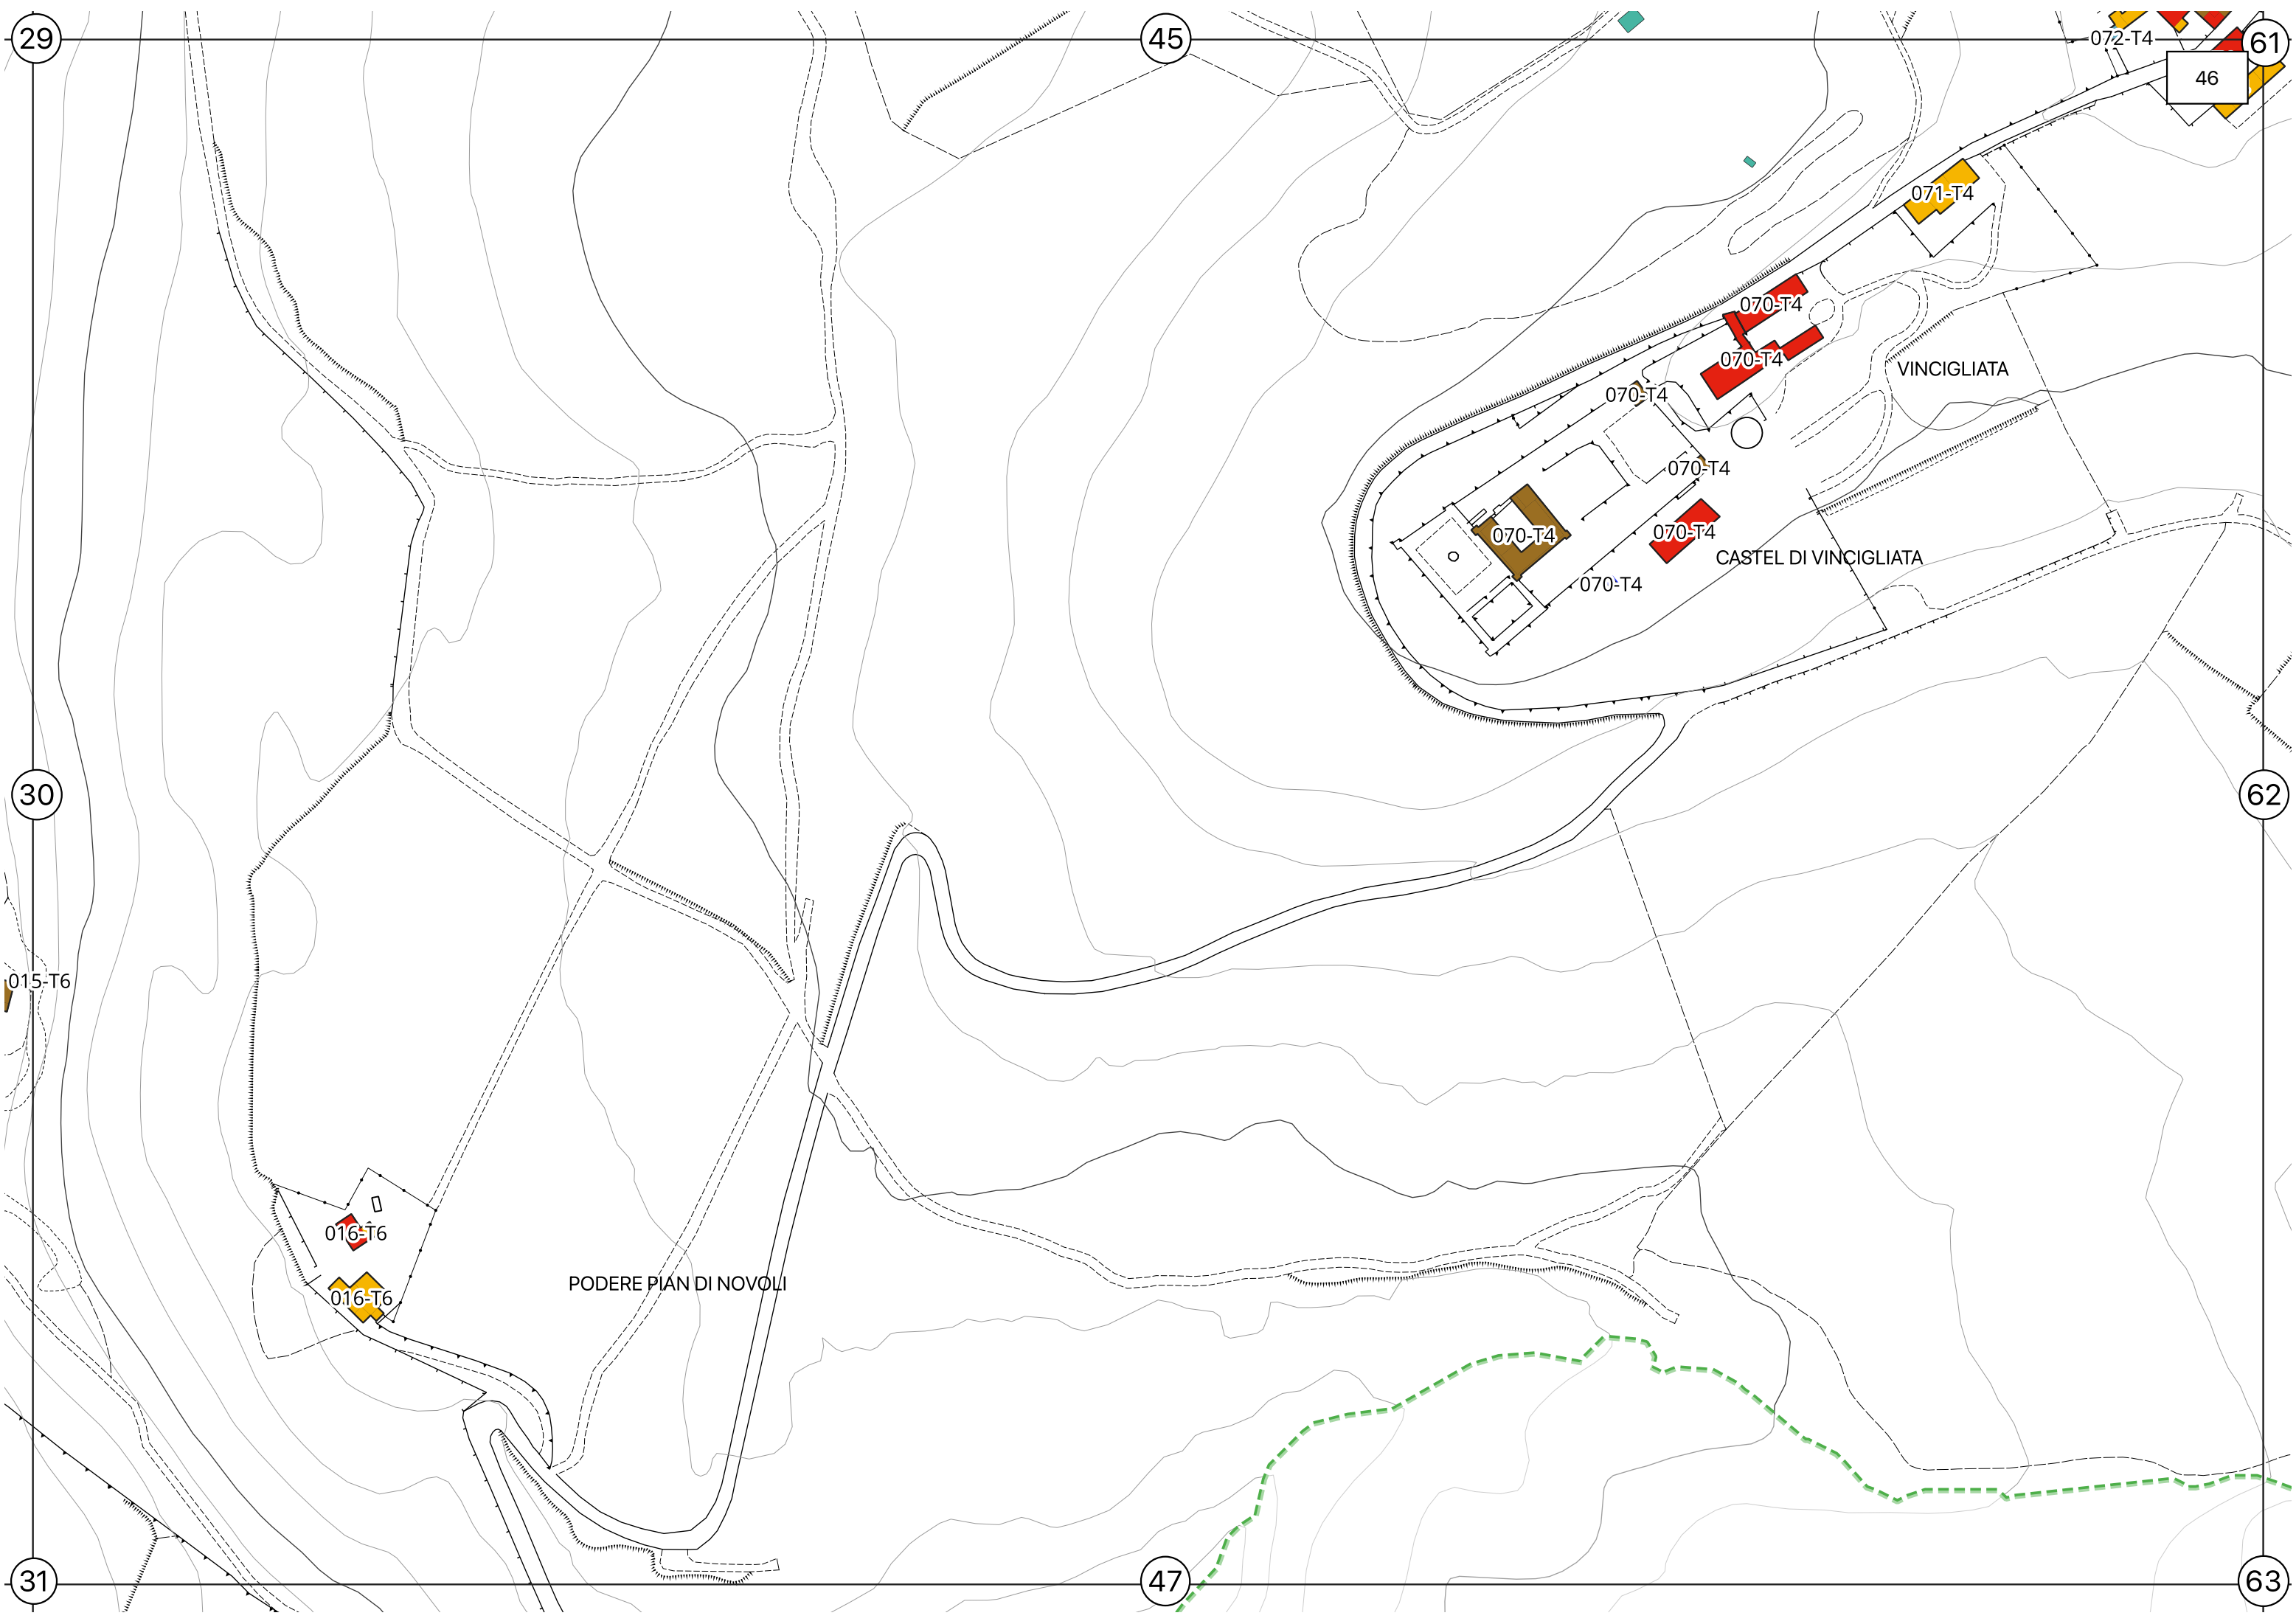 29
45
072-T4
61
46
071-T4
070-T4
070-T4
VINCIGLIATA
070-T4
070-T4
070-T4
070-T4
CASTEL DI VINCIGLIATA
070-T4
30
62
015-T6
016-T6
PODERE PIAN DI NOVOLI
016-T6
31
47
63